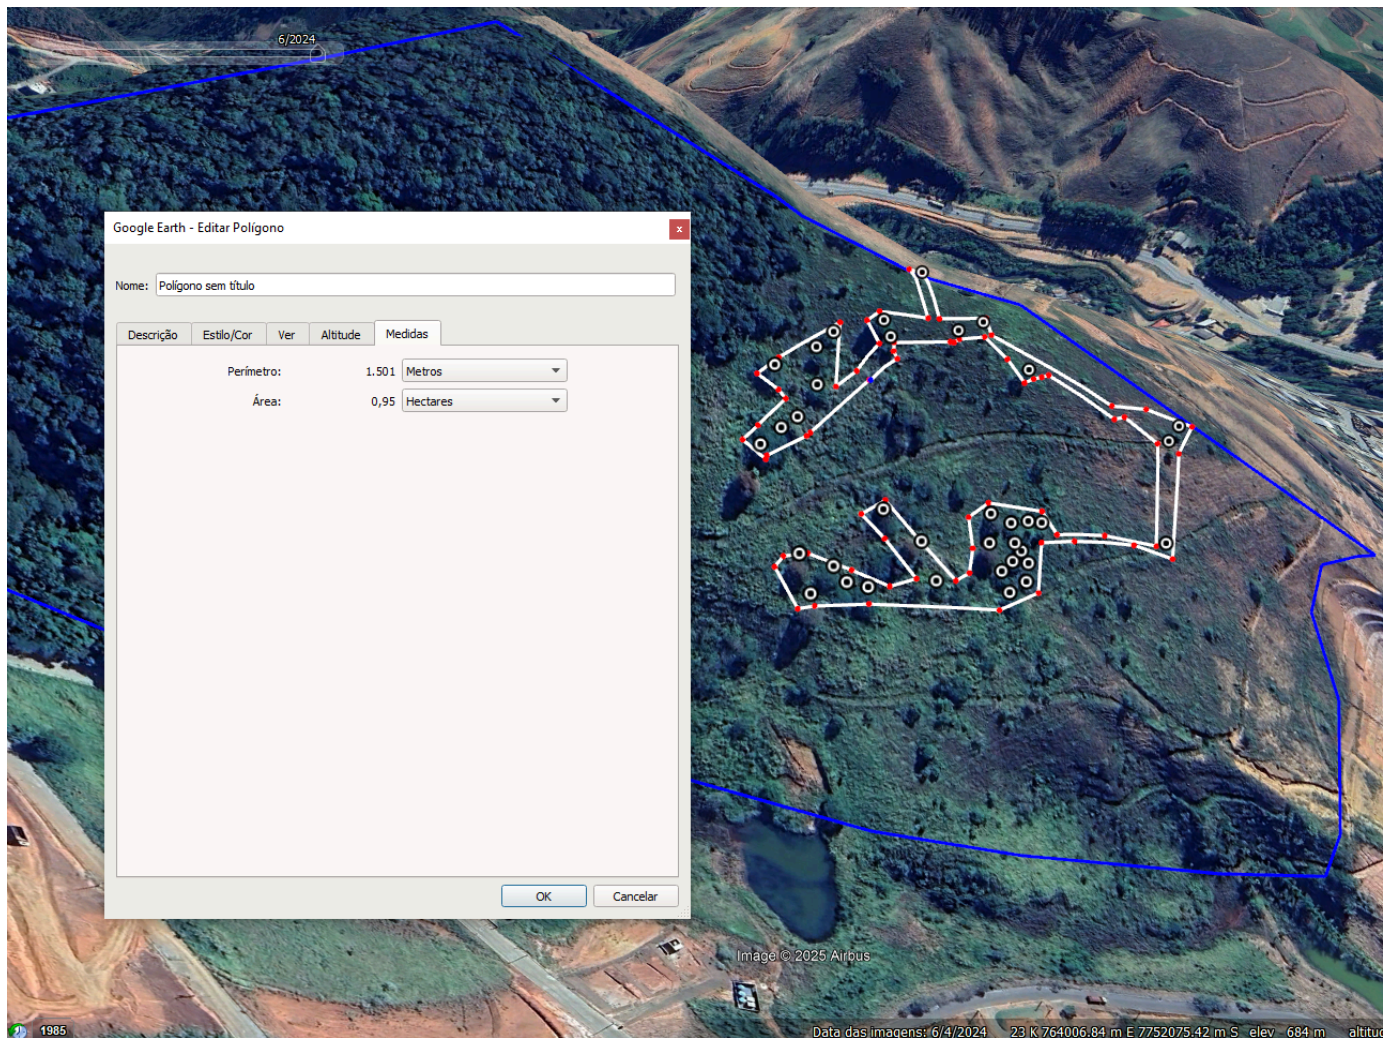 6/2024
Google Earth - Editar Polígono
x
Nome: Polígono sem título
Descrição Estilo/Cor Ver Altitude Medidas
Perímetro: 1.501 Metros
Área: 0,95 Hectares
OK Cancelar
Image © 2025 Airbus
1985 Data das imagens: 6/4/2024 23 K 764006.84 m E 7752075.42 m S elev 684 m altitud